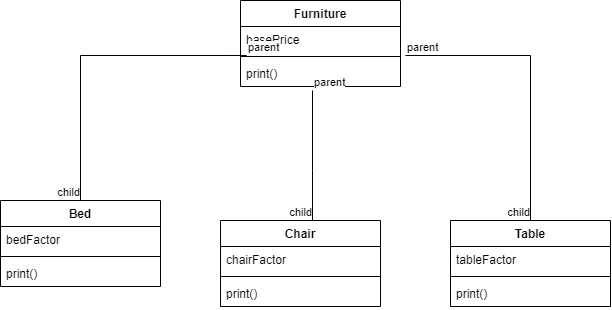 Furniture
basePrice
parent
parent
print()
parent
child
Bed
bedFactor
print()
child
Chair
chairFactor
print()
child
Table
tableFactor
print()